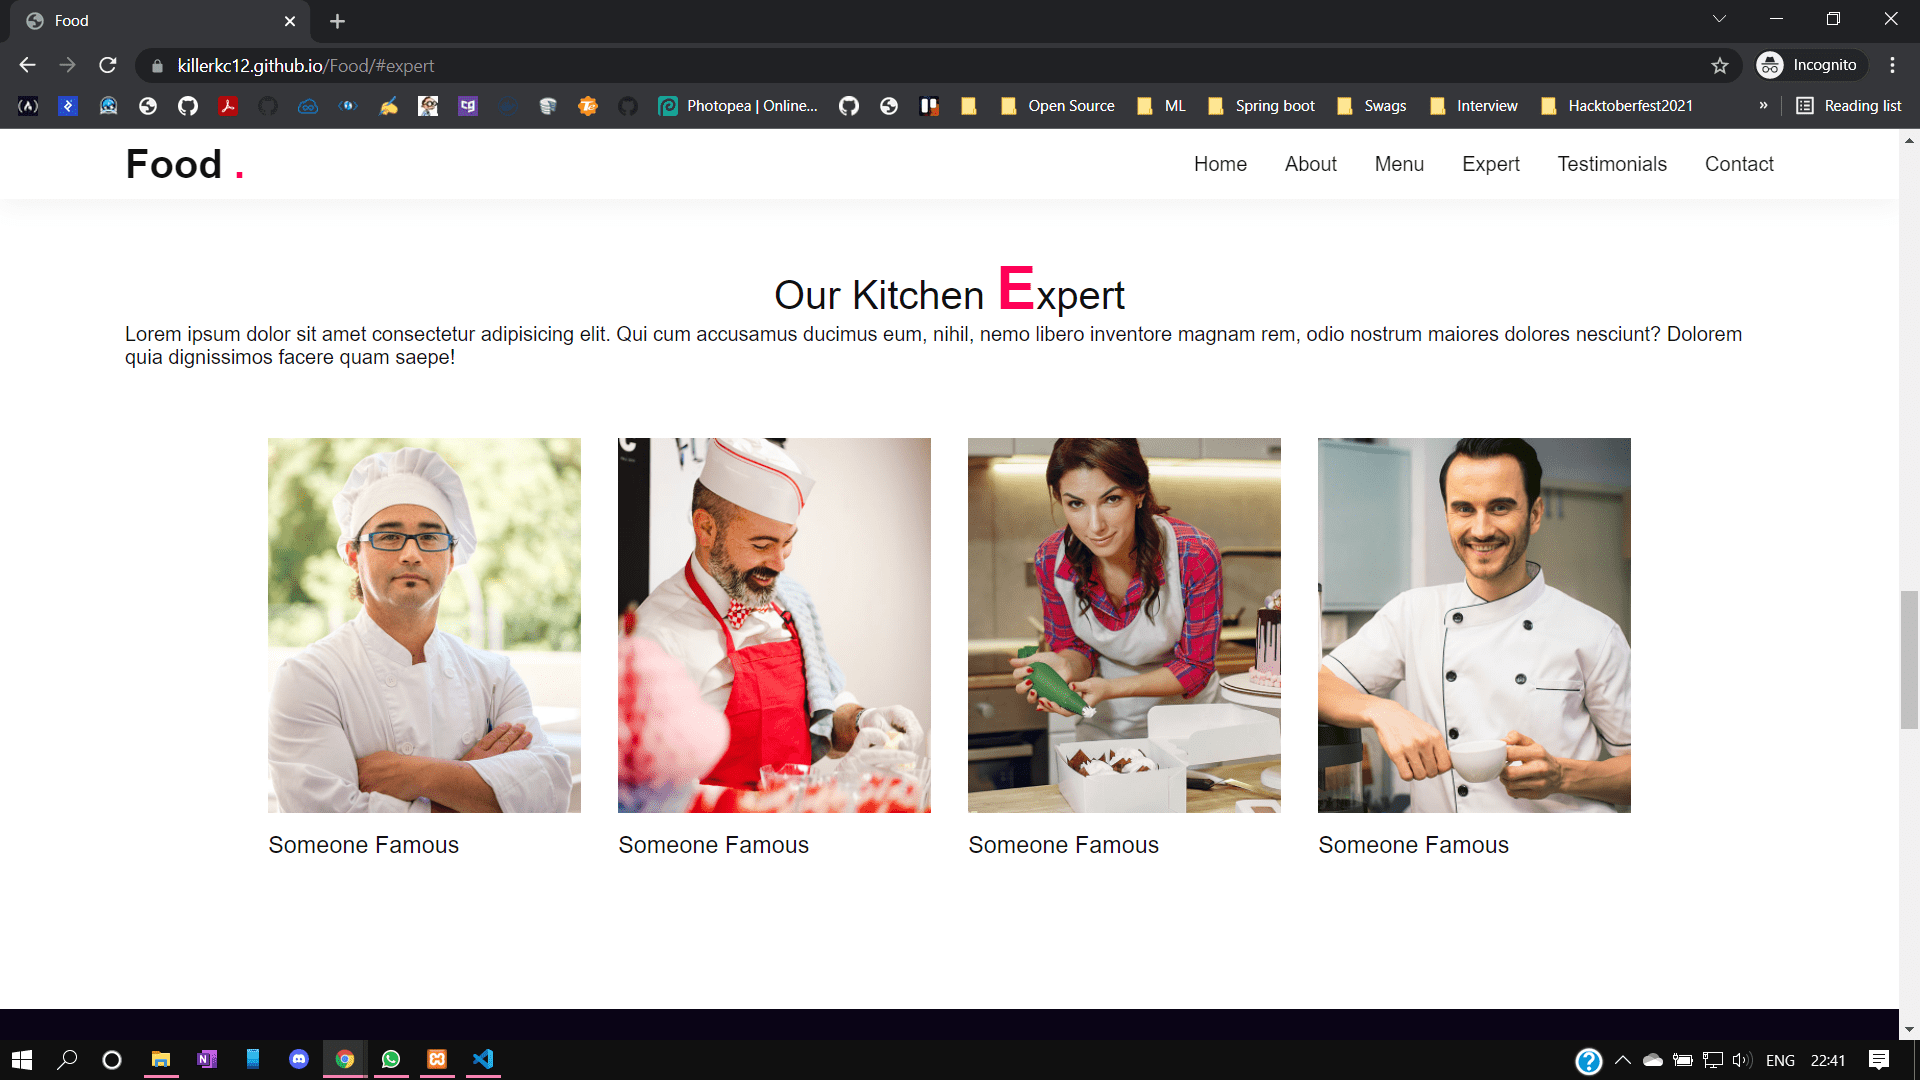 Food
killerkc12.github.io/Food/#expert
Incognito
Photopea | Online...
Open Source
ML
Spring boot
Swags
Interview
Hacktoberfest2021
»
Reading list
Food .
Home
About
Menu
Expert
Testimonials
Contact
Our Kitchen Expert
Lorem ipsum dolor sit amet consectetur adipisicing elit. Qui cum accusamus ducimus eum, nihil, nemo libero inventore magnam rem, odio nostrum maiores dolores nesciunt? Dolorem
quia dignissimos facere quam saepe!
Someone Famous
Someone Famous
Someone Famous
Someone Famous
ENG
22:41